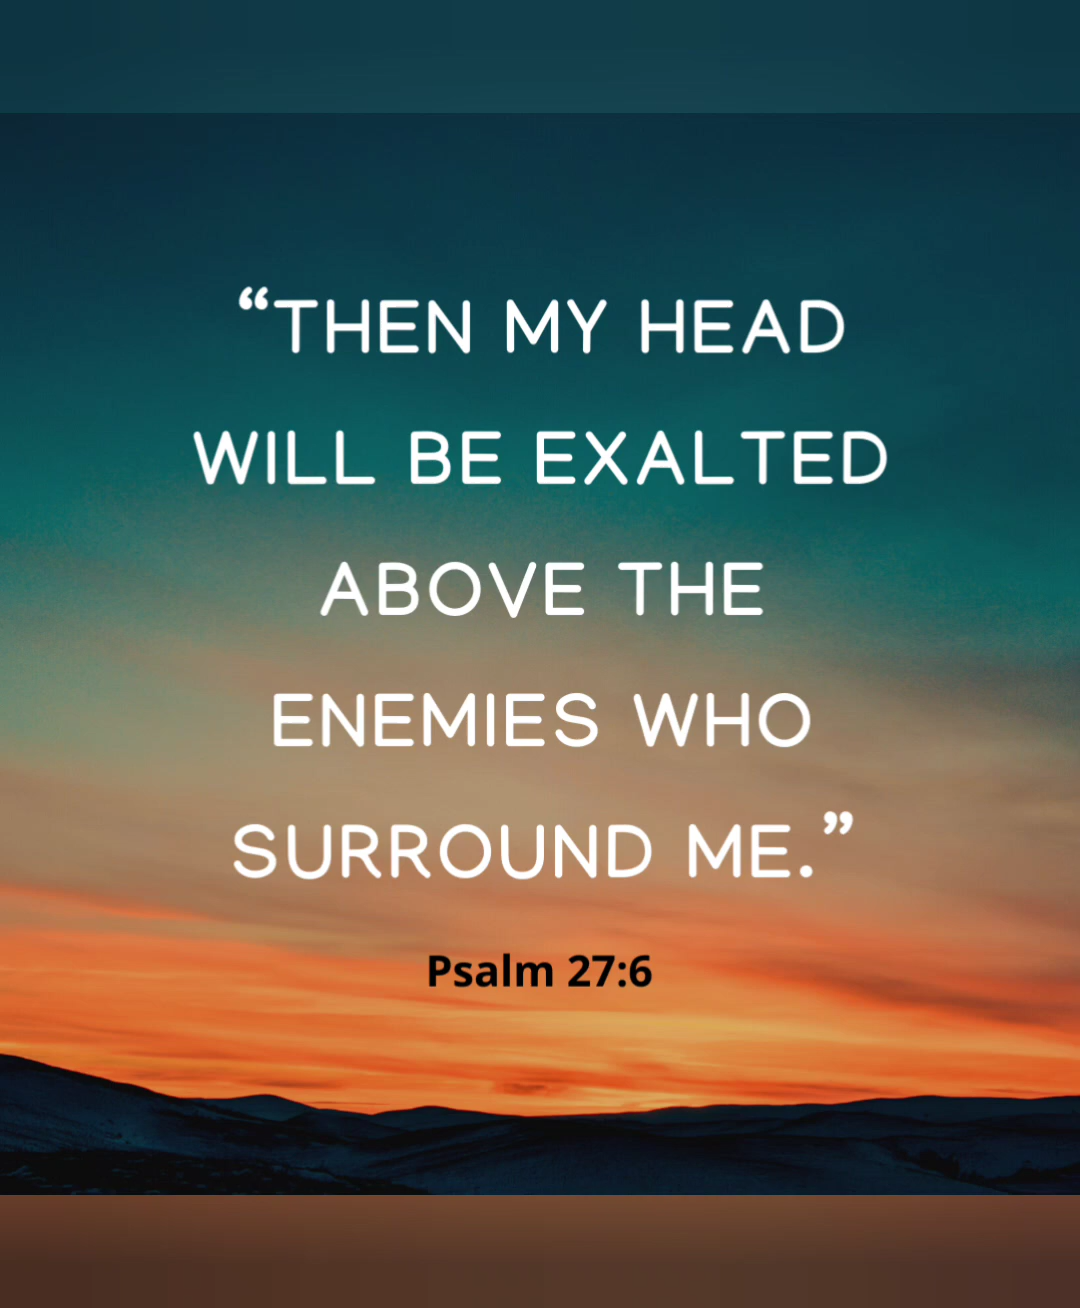 “THEN MY HEAD
WILL BE EXALTED
ABOVE THE
ENEMIES WHO
SURROUND ME.”
Psalm 27:6